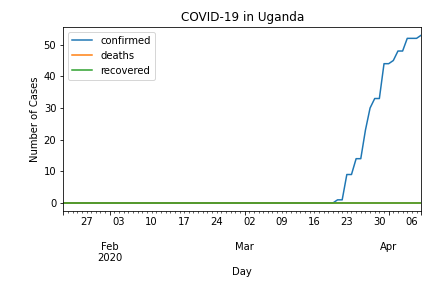 COVID-19 in Uganda
confirmed
deaths
recovered
Number of Cases
50
40
30
20
10
0
27 03 10 17 24 02 09 16 23 30 06
Feb Mar Apr
2020
Day